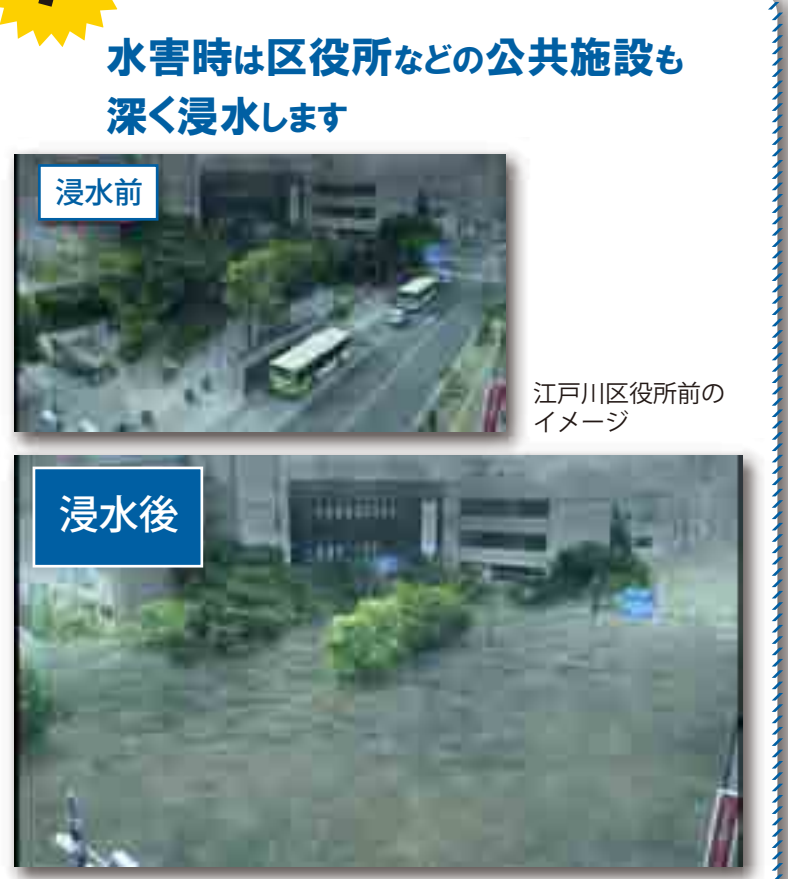 水害時は区役所などの公共施設も
深く浸水します
浸水前
江戸川区役所前の
イメージ
浸水後